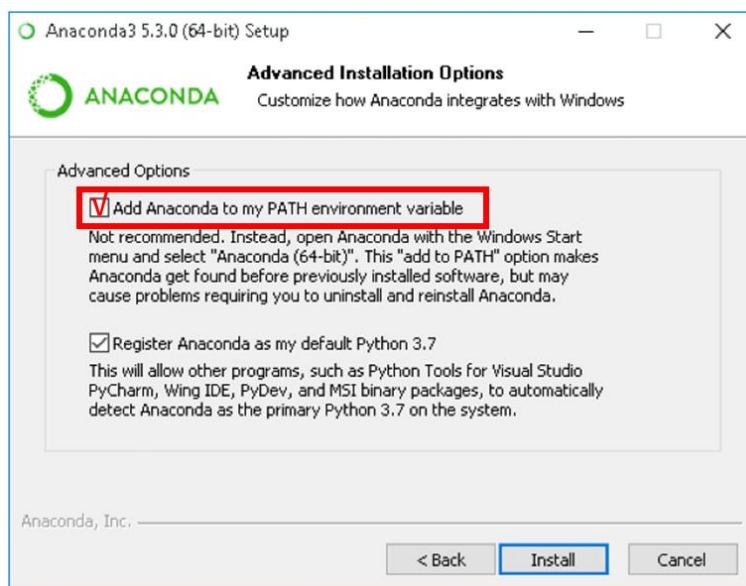 Anaconda3 5.3.0 (64-bit) Setup
ANACONDA
Advanced Installation Options
Customize how Anaconda integrates with Windows
Advanced Options
Add Anaconda to my PATH environment variable
Not recommended. Instead, open Anaconda with the Windows Start
menu and select "Anaconda (64-bit)". This "add to PATH" option makes
Anaconda get found before previously installed software, but may
cause problems requiring you to uninstall and reinstall Anaconda.
Register Anaconda as my default Python 3.7
This will allow other programs, such as Python Tools for Visual Studio
PyCharm, Wing IDE, PyDev, and MSI binary packages, to automatically
detect Anaconda as the primary Python 3.7 on the system.
Anaconda, Inc.
< Back Install Cancel